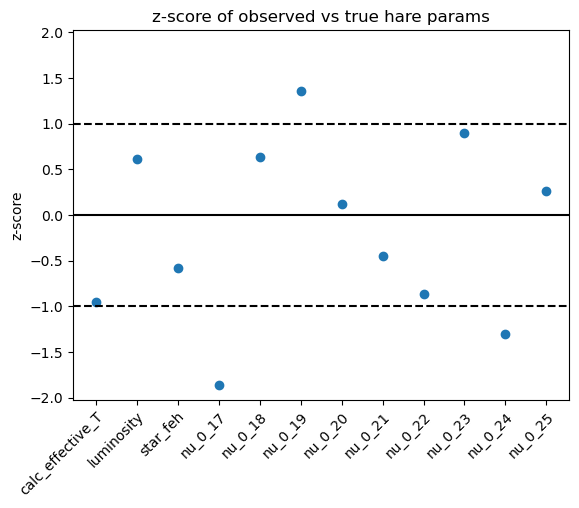 z-score of observed vs true hare params
2.0
1.5
1.0
0.5
0.0
−0.5
−1.0
−1.5
−2.0
z-score
calc_effective_T
luminosity
star_feh
nu_0_17
nu_0_18
nu_0_19
nu_0_20
nu_0_21
nu_0_22
nu_0_23
nu_0_24
nu_0_25